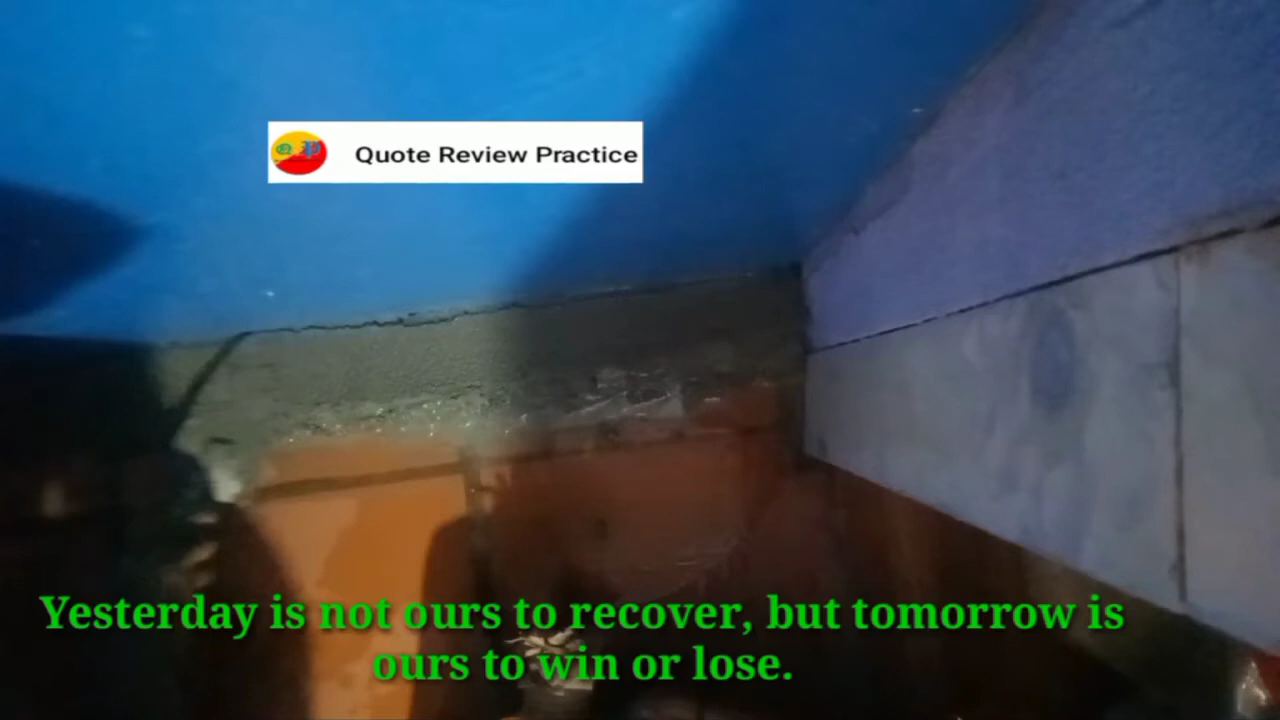 Quote Review Practice
Yesterday is not ours to recover, but tomorrow is
ours to win or lose.